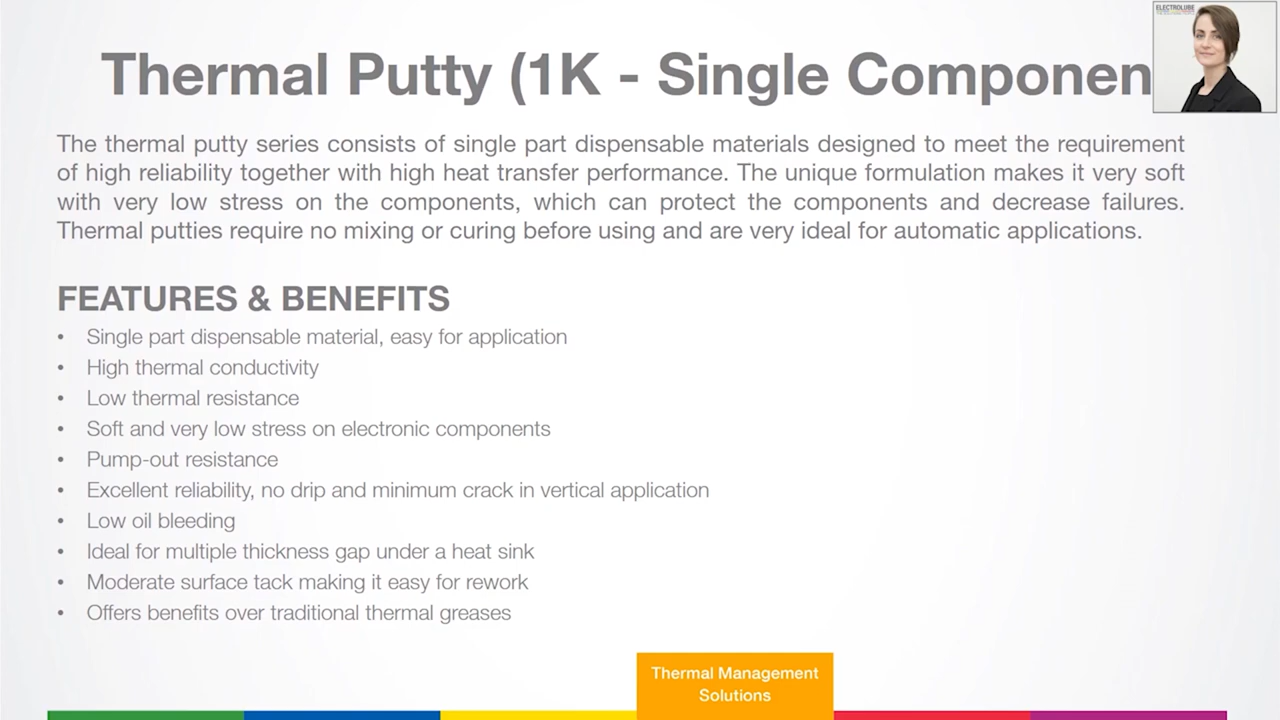 ELECTROLUBE
Thermal Putty (1K - Single Componen
The thermal putty series consists of single part dispensable materials designed to meet the requirement
of high reliability together with high heat transfer performance. The unique formulation makes it very soft
with very low stress on the components, which can protect the components and decrease failures.
Thermal putties require no mixing or curing before using and are very ideal for automatic applications.
FEATURES & BENEFITS
• Single part dispensable material, easy for application
• High thermal conductivity
• Low thermal resistance
• Soft and very low stress on electronic components
• Pump-out resistance
• Excellent reliability, no drip and minimum crack in vertical application
• Low oil bleeding
• Ideal for multiple thickness gap under a heat sink
• Moderate surface tack making it easy for rework
• Offers benefits over traditional thermal greases
Thermal Management
Solutions